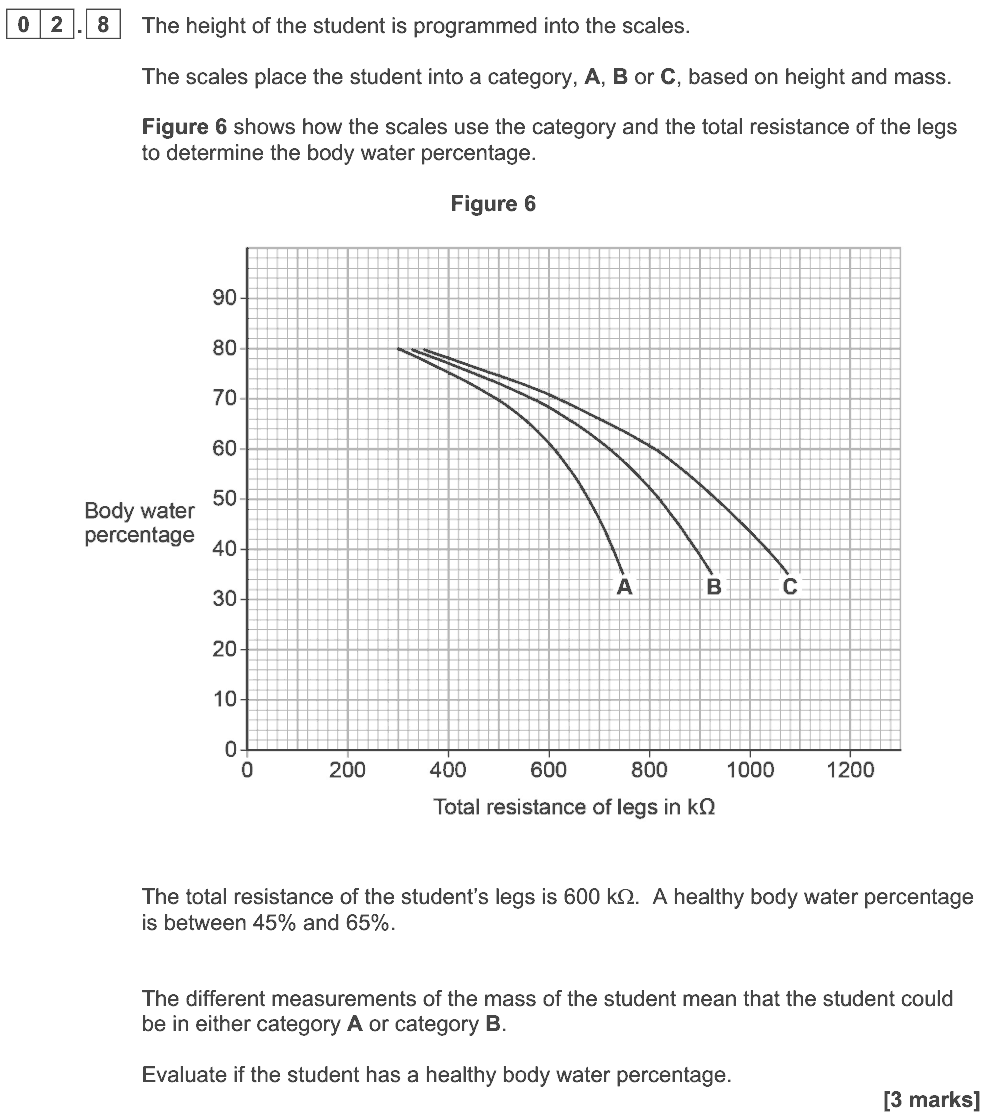 0 2 . 8 The height of the student is programmed into the scales.
The scales place the student into a category, A, B or C, based on height and mass.
Figure 6 shows how the scales use the category and the total resistance of the legs
to determine the body water percentage.
Figure 6
90
80
70
60
50
Body water
percentage
40
30
20
10
0
A
B
C
0
200
400
600
800
1000
1200
Total resistance of legs in kΩ
The total resistance of the student's legs is 600 kΩ. A healthy body water percentage
is between 45% and 65%.
The different measurements of the mass of the student mean that the student could
be in either category A or category B.
Evaluate if the student has a healthy body water percentage.
[3 marks]